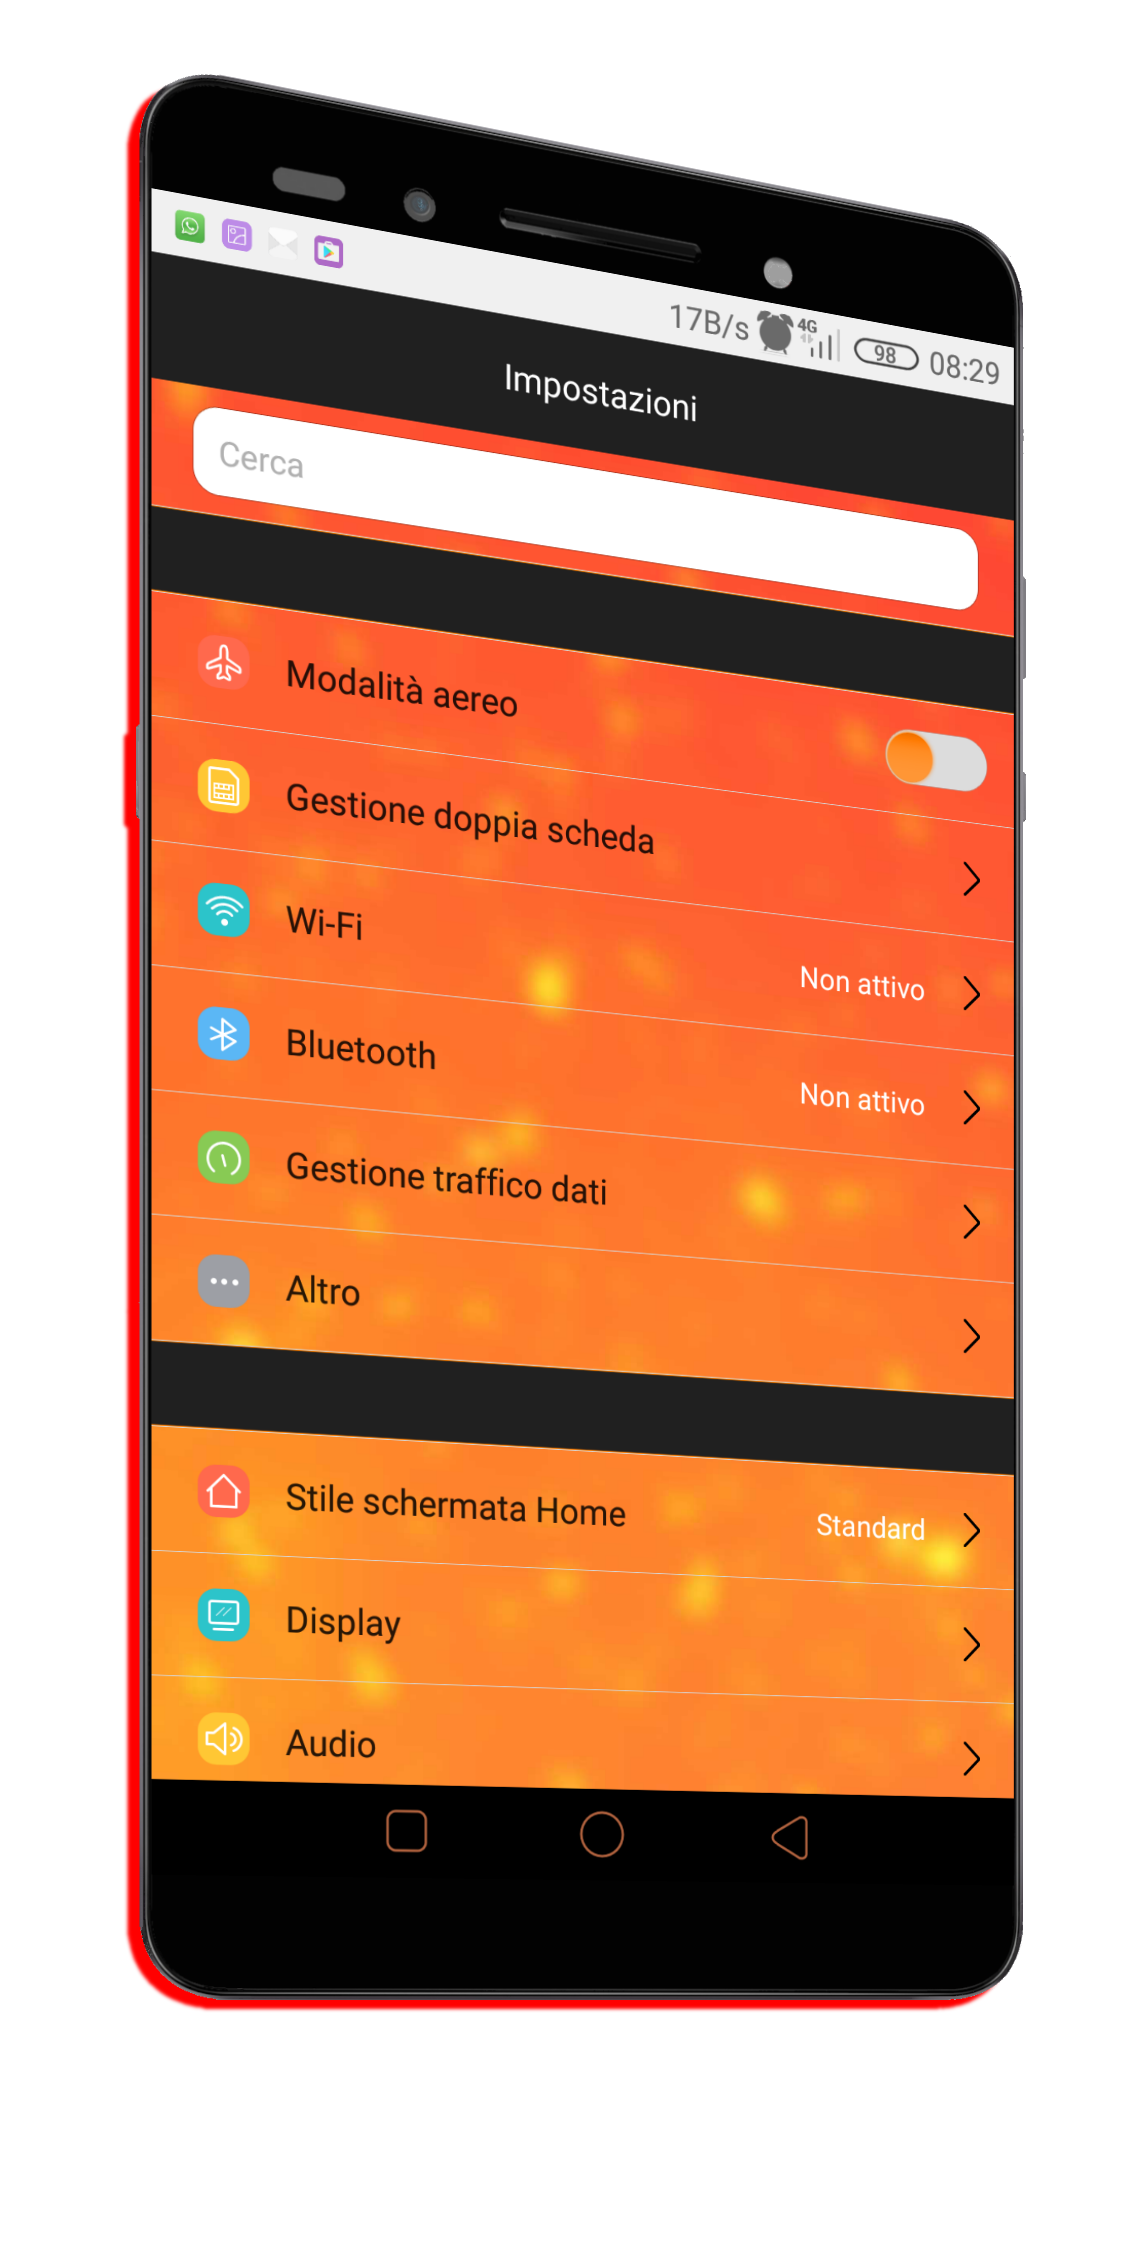 17B/s 4G 98 08:29
Impostazioni
Cerca
Modalità aereo
Gestione doppia scheda
Wi-Fi
Non attivo
Bluetooth
Non attivo
Gestione traffico dati
Altro
Stile schermata Home
Standard
Display
Audio